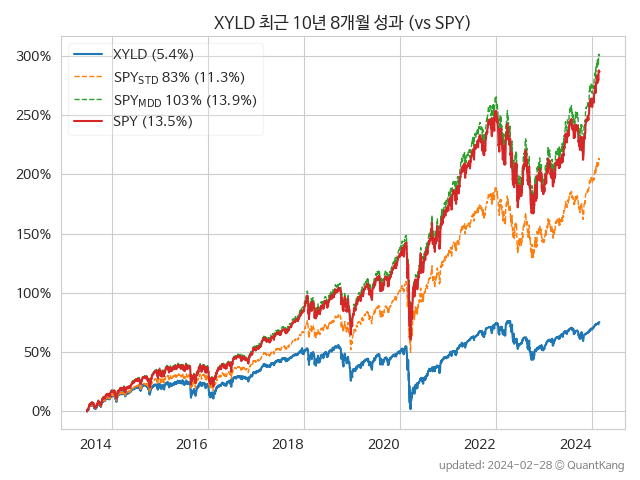 XYLD 최근 10년 8개월 성과 (vs SPY)
XYLD (5.4%)
SPY_STD 83% (11.3%)
SPY_MDD 103% (13.9%)
SPY (13.5%)
300%
250%
200%
150%
100%
50%
0%
2014 2016 2018 2020 2022 2024
updated: 2024-02-28 © QuantKang